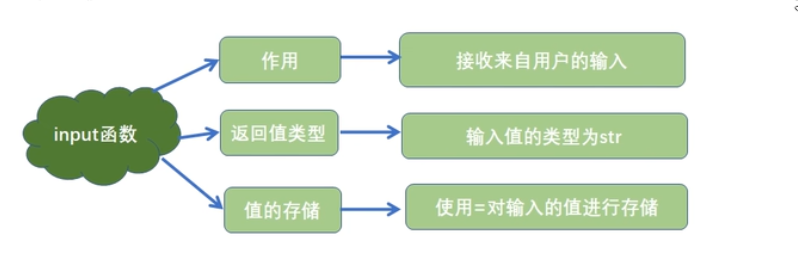 input函数
作用
接收来自用户的输入
返回值类型
输入值的类型为str
值的存储
使用=对输入的值进行存储